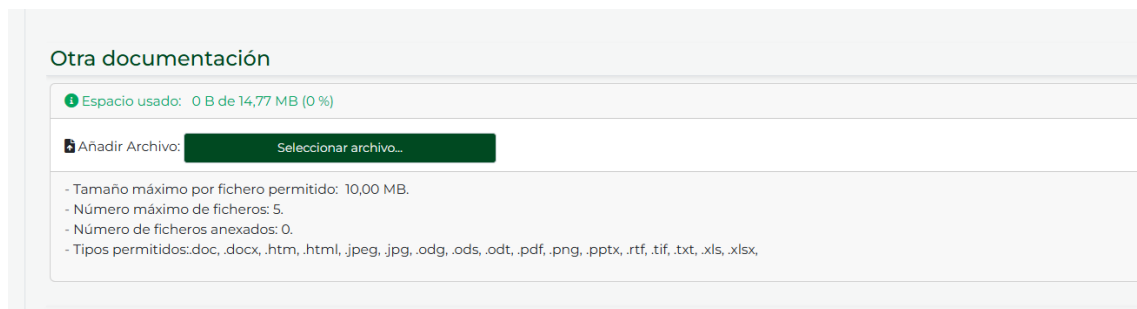 Otra documentación
Espacio usado: 0 B de 14,77 MB (0 %)
Añadir Archivo: Seleccionar archivo...
- Tamaño máximo por fichero permitido: 10,00 MB.
- Número máximo de ficheros: 5.
- Número de ficheros anexados: 0.
- Tipos permitidos:.doc, .docx, .htm, .html, .jpeg, .jpg, .odg, .ods, .odt, .pdf, .png, .pptx, .rtf, .tif, .txt, .xls, .xlsx,